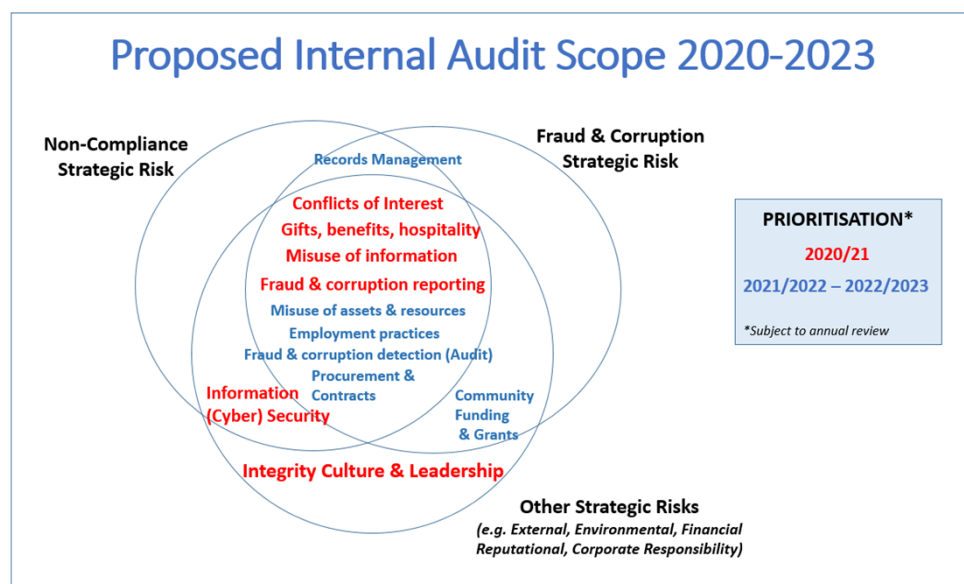 Proposed Internal Audit Scope 2020-2023
Non-Compliance
Strategic Risk
Fraud & Corruption
Strategic Risk
Records Management
Conflicts of Interest
Gifts, benefits, hospitality
Misuse of information
Fraud & corruption reporting
Misuse of assets & resources
Employment practices
Fraud & corruption detection (Audit)
Procurement &
Contracts
Information
(Cyber) Security
Community
Funding
& Grants
Integrity Culture & Leadership
Other Strategic Risks
(e.g. External, Environmental, Financial
Reputational, Corporate Responsibility)
PRIORITISATION*
2020/21
2021/2022 – 2022/2023
*Subject to annual review